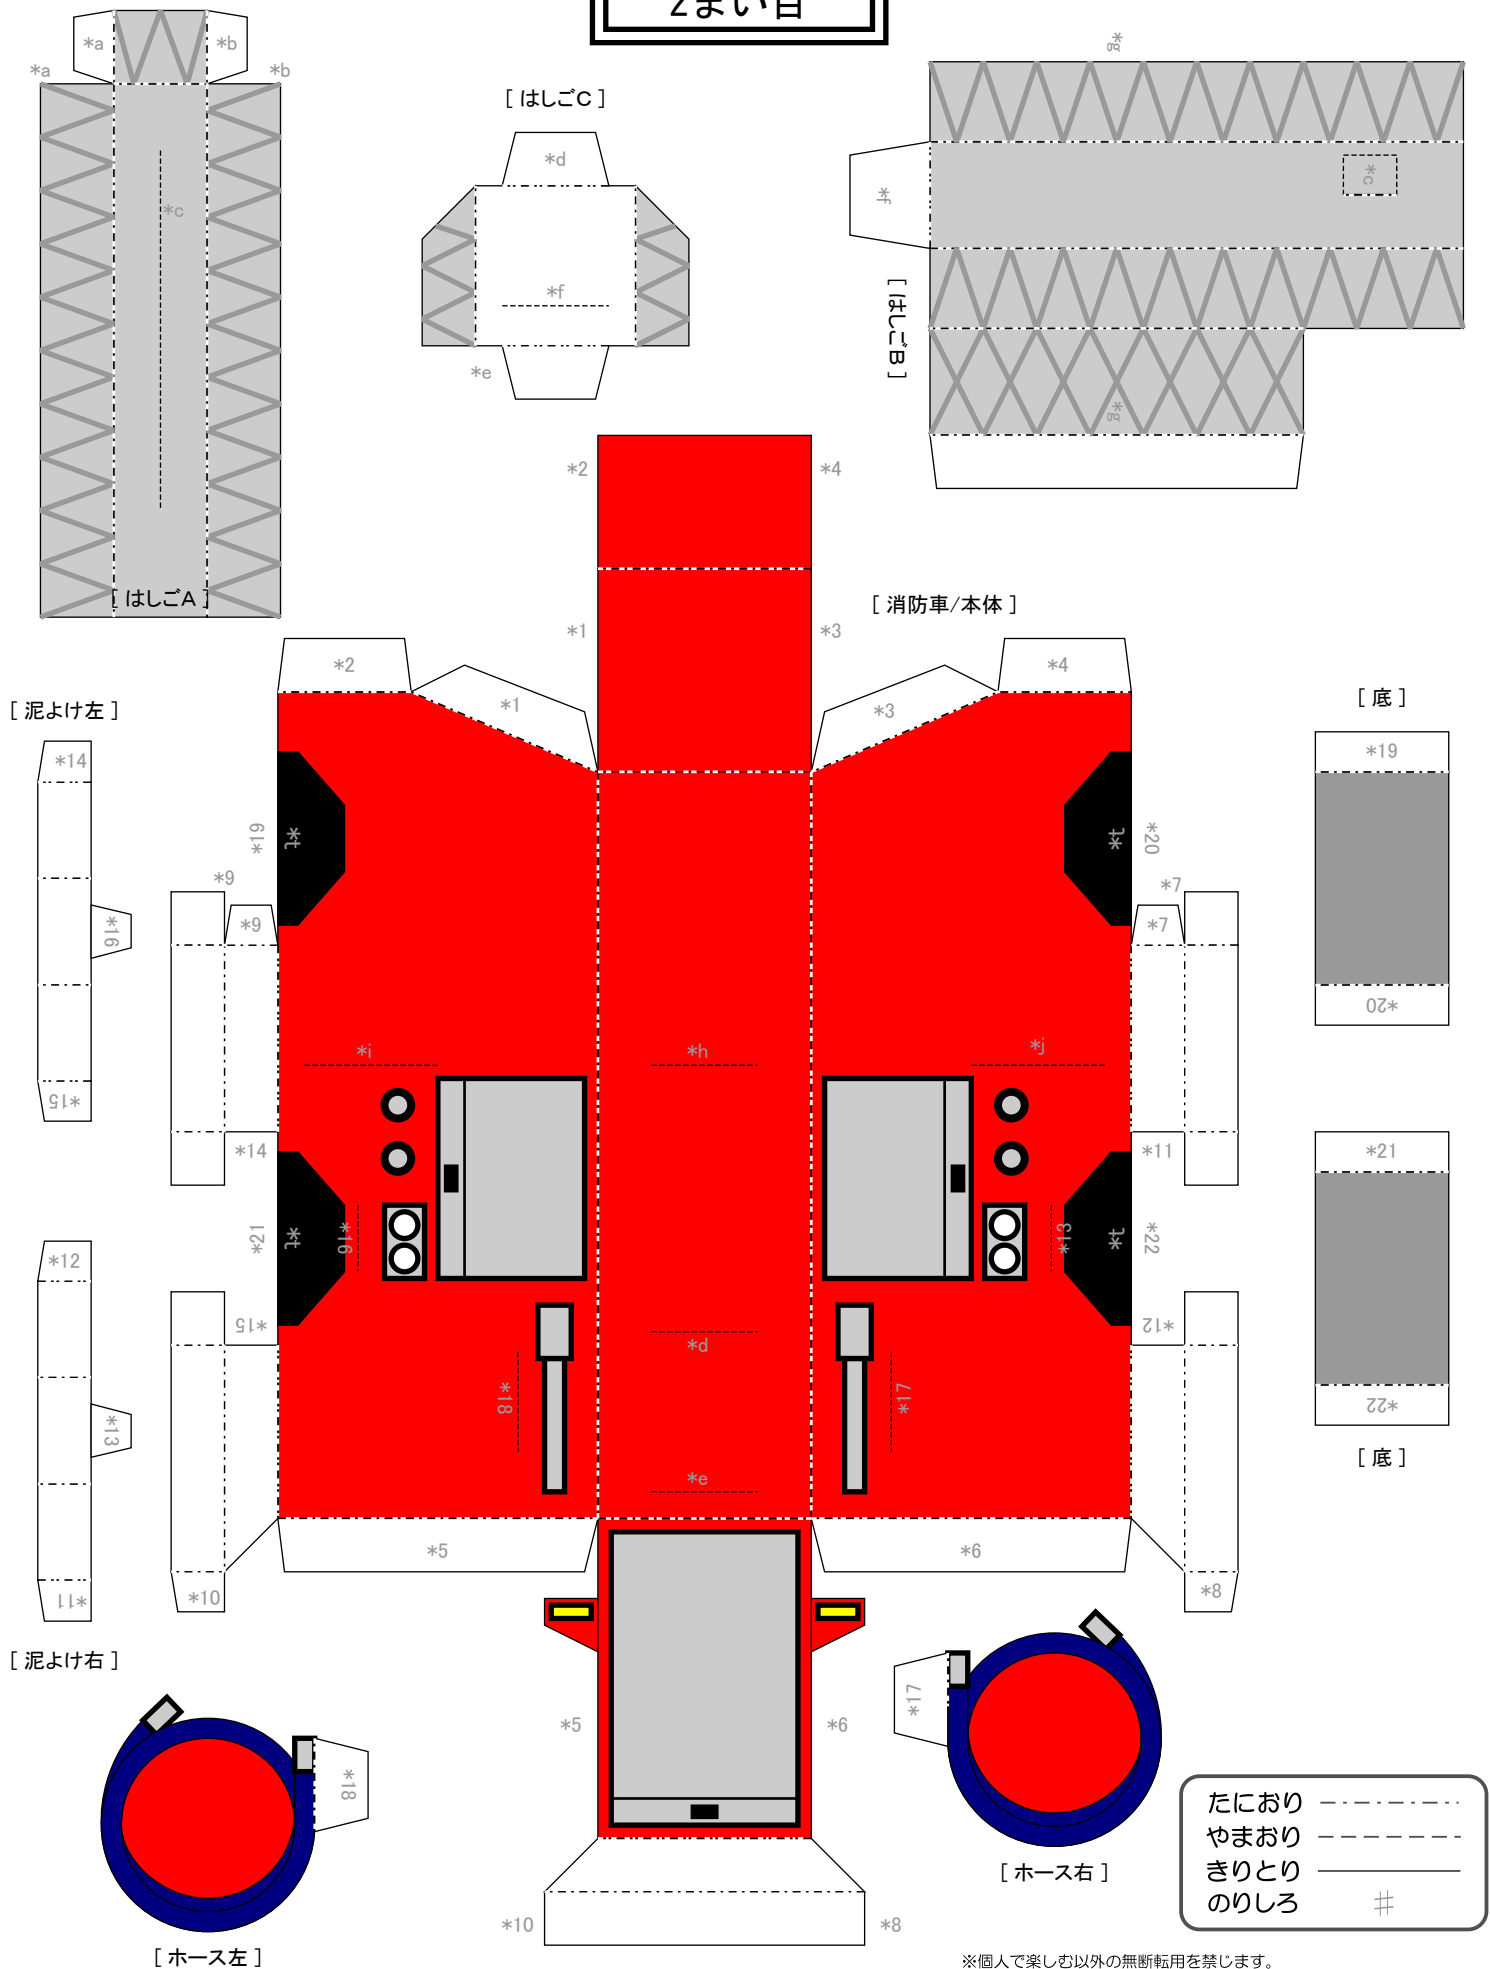 2まい目
*a
*b
*a
*b
*c
[ はしごA ]
[ はしごC ]
*d
*f
*e
*g
*f
*c
[ はしごB ]
*g
*2
*4
*1
*3
[ 消防車/本体 ]
*2
*1
*3
*4
[ 泥よけ左 ]
*14
*16
*15
[ 底 ]
*19
*20
*19
*t
*t
*20
*9
*9
*7
*7
*i
*h
*j
*14
*11
*21
*t
*16
*13
*t
*22
*21
*22
[ 底 ]
*12
*13
*11
[ 泥よけ右 ]
*15
*12
*d
*18
*17
*e
*5
*6
*10
*8
*5
*6
*17
*18
[ ホース左 ]
[ ホース右 ]
*10
*8
たにおり
やまおり
きりとり
のりしろ #
※個人で楽しむ以外の無断転用を禁じます。